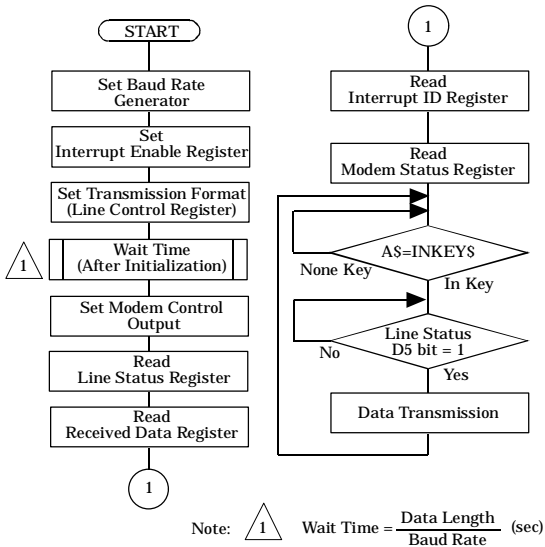 START
Set Baud Rate
Generator
Set
Interrupt Enable Register
Set Transmission Format
(Line Control Register)
1
Wait Time
(After Initialization)
Set Modem Control
Output
Read
Line Status Register
Read
Received Data Register
1
1
Read
Interrupt ID Register
Read
Modem Status Register
A$=INKEY$
None Key
In Key
Line Status
D5 bit = 1
No
Yes
Data Transmission
Note: 1 Wait Time = Data Length (sec)
Baud Rate